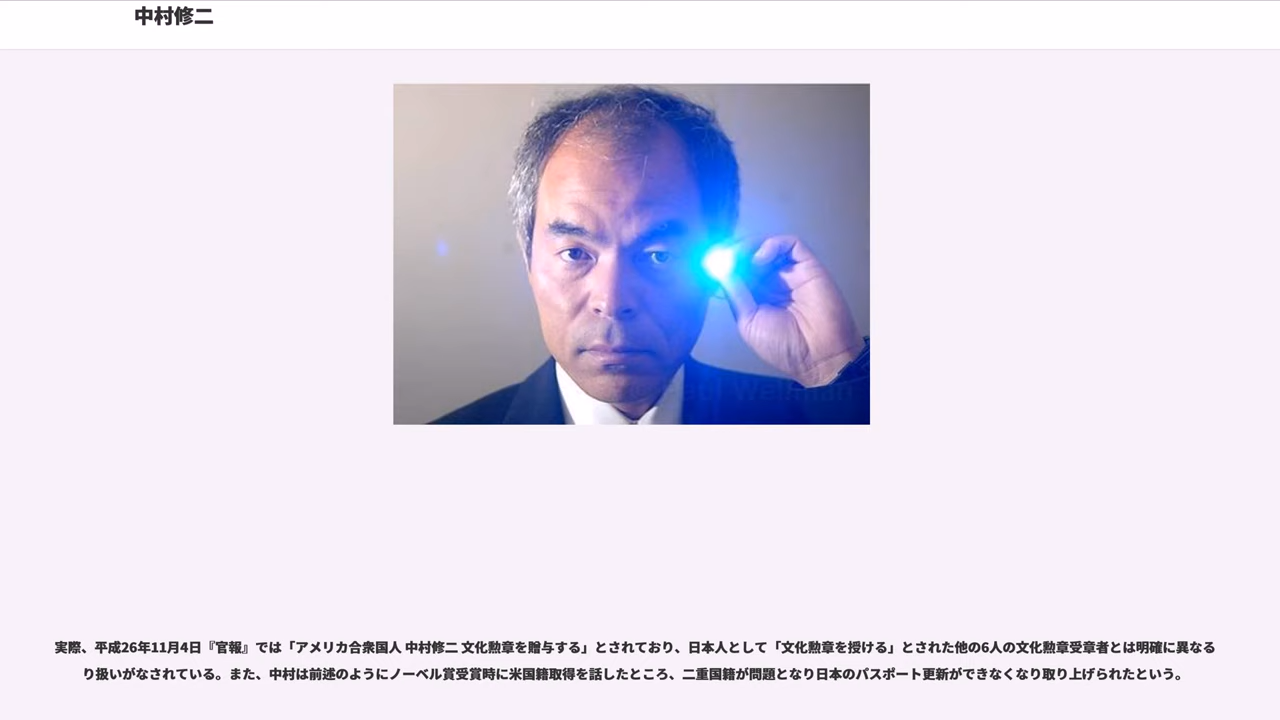 中村修二
実際、平成26年11月4日『官報』では「アメリカ合衆国人 中村修二 文化勲章を贈与する」とされており、日本人として「文化勲章を授ける」とされた他の6人の文化勲章受章者とは明確に異なる
り扱いがなされている。また、中村は前述のようにノーベル賞受賞時に米国籍取得を話したところ、二重国籍が問題となり日本のパスポート更新ができなくなり取り上げられたという。